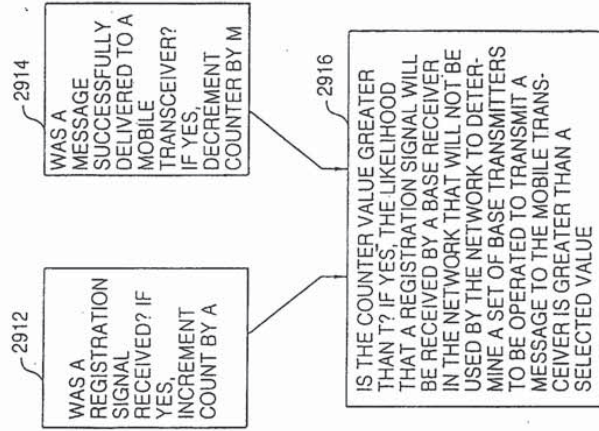 2912
WAS A
REGISTRATION
SIGNAL
RECEIVED? IF
YES,
INCREMENT
COUNT BY A
2914
WAS A
MESSAGE
SUCCESSFULLY
DELIVERED TO A
MOBILE
TRANSCEIVER?
IF YES,
DECREMENT
COUNTER BY M
2916
IS THE COUNTER VALUE GREATER
THAN T? IF YES, THE LIKELIHOOD
THAT A REGISTRATION SIGNAL WILL
BE RECEIVED BY A BASE RECEIVER
IN THE NETWORK THAT WILL NOT BE
USED BY THE NETWORK TO DETER-
MINE A SET OF BASE TRANSMITTERS
TO BE OPERATED TO TRANSMIT A
MESSAGE TO THE MOBILE TRANS-
CEIVER IS GREATER THAN A
SELECTED VALUE